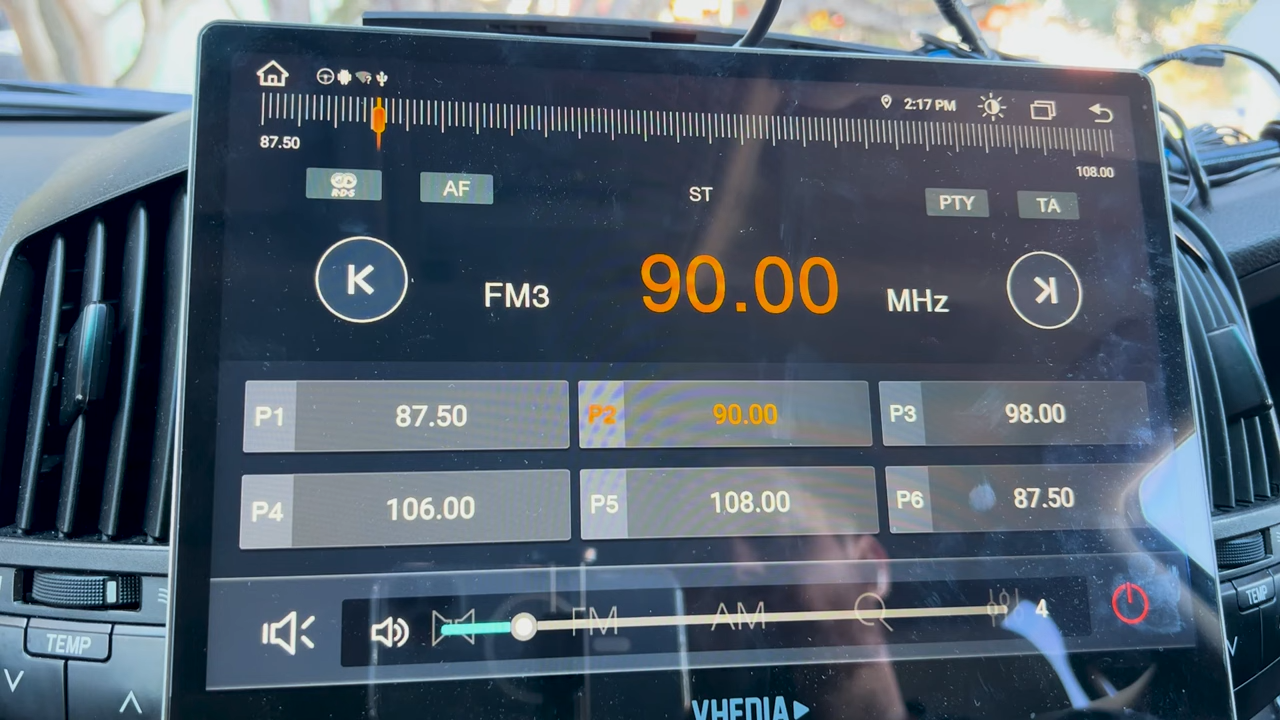 2:17 PM
87.50
108.00
R·D·S AF ST PTY TA
FM3 90.00 MHz
P1 87.50 P2 90.00 P3 98.00
P4 106.00 P5 108.00 P6 87.50
FM AM 4
TEMP
TEMP
VHEDIA